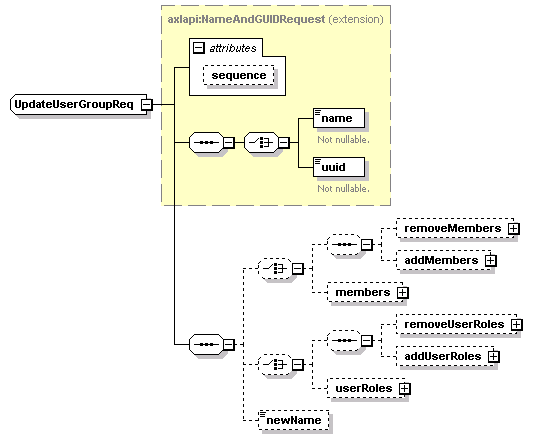 axlapi:NameAndGUIDRequest (extension)
attributes
sequence
UpdateUserGroupReq
name
Not nullable.
uuid
Not nullable.
removeMembers
addMembers
members
removeUserRoles
addUserRoles
userRoles
newName